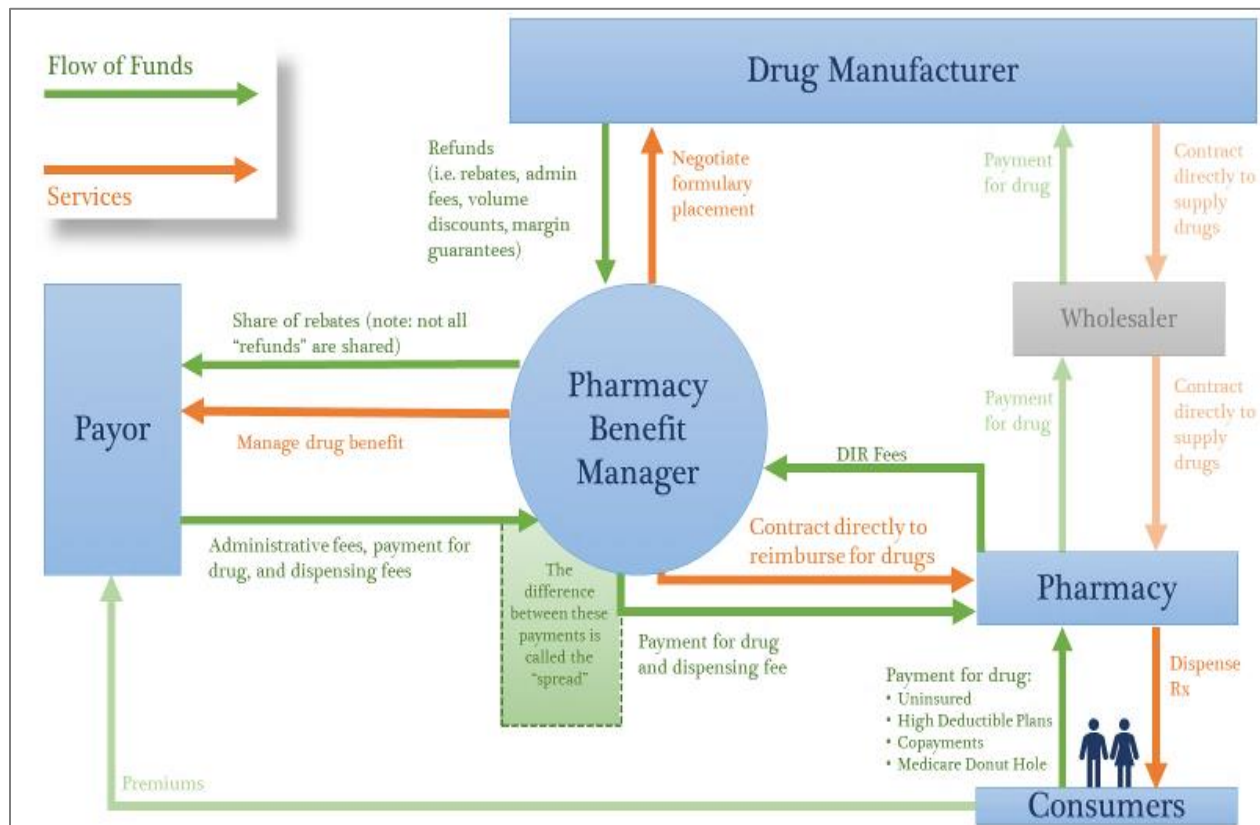 Flow of Funds
Services
Drug Manufacturer
Refunds
(i.e. rebates, admin
fees, volume
discounts, margin
guarantees)
Negotiate
formulary
placement
Payment
for drug
Contract
directly to
supply
drugs
Wholesaler
Payor
Share of rebates (note: not all
"refunds" are shared)
Manage drug benefit
Administrative fees, payment for
drug, and dispensing fees
Pharmacy
Benefit
Manager
The
difference
between these
payments is
called the
"spread"
DIR Fees
Contract directly to
reimburse for drugs
Payment for drug
and dispensing fee
Payment
for drug
Contract
directly to
supply
drugs
Pharmacy
Payment for drug:
• Uninsured
• High Deductible Plans
• Copayments
• Medicare Donut Hole
Dispense
Rx
Premiums
Consumers